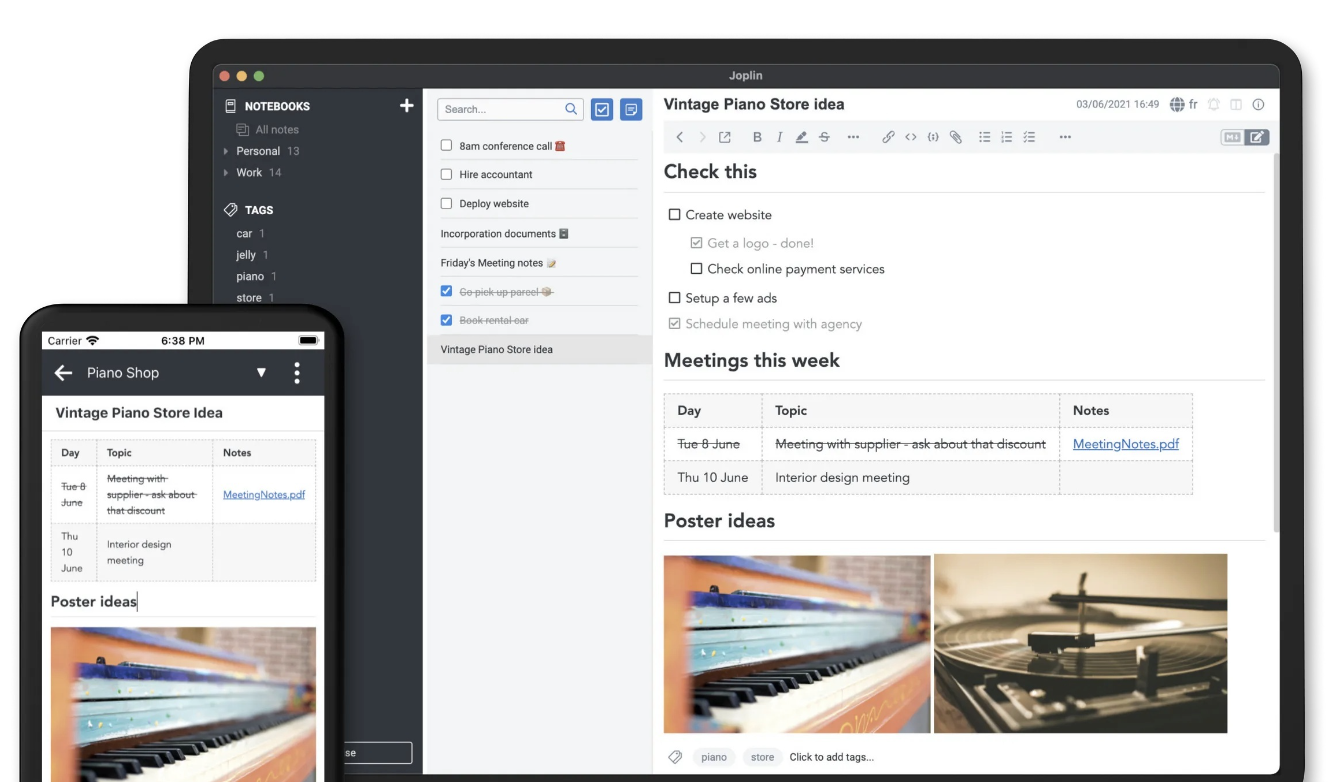 Joplin
NOTEBOOKS
All notes
Personal 13
Work 14
TAGS
car 1
jelly 1
piano 1
store 1
Search...
8am conference call
Hire accountant
Deploy website
Incorporation documents
Friday's Meeting notes
Go pick up parcel
Book rental car
Vintage Piano Store idea
Vintage Piano Store idea
03/06/2021 16:49 fr
B I S
Check this
Create website
Get a logo - done!
Check online payment services
Setup a few ads
Schedule meeting with agency
Meetings this week
Day Topic Notes
Tue 8 June Meeting with supplier - ask about that discount MeetingNotes.pdf
Thu 10 June Interior design meeting
Poster ideas
piano store Click to add tags...
Carrier 6:38 PM
Piano Shop
Vintage Piano Store Idea
Day Topic Notes
Tue 8
June
Meeting with
supplier - ask about
that discount
MeetingNotes.pdf
Thu
10
June
Interior design
meeting
Poster ideas
se